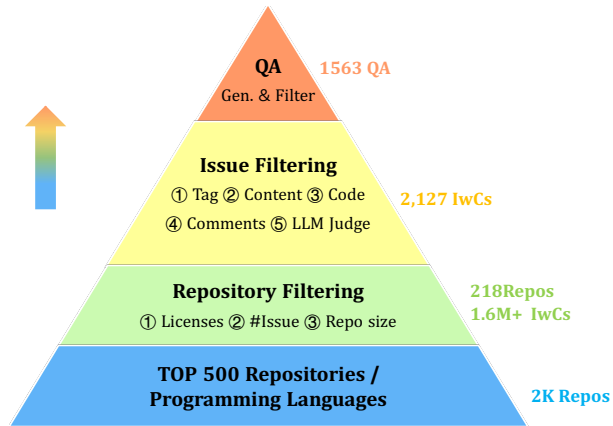 QA
1563 QA
Gen. & Filter
Issue Filtering
① Tag ② Content ③ Code
2,127 IwCs
④ Comments ⑤ LLM Judge
Repository Filtering
218Repos
1.6M+ IwCs
① Licenses ② #Issue ③ Repo size
TOP 500 Repositories /
Programming Languages
2K Repos